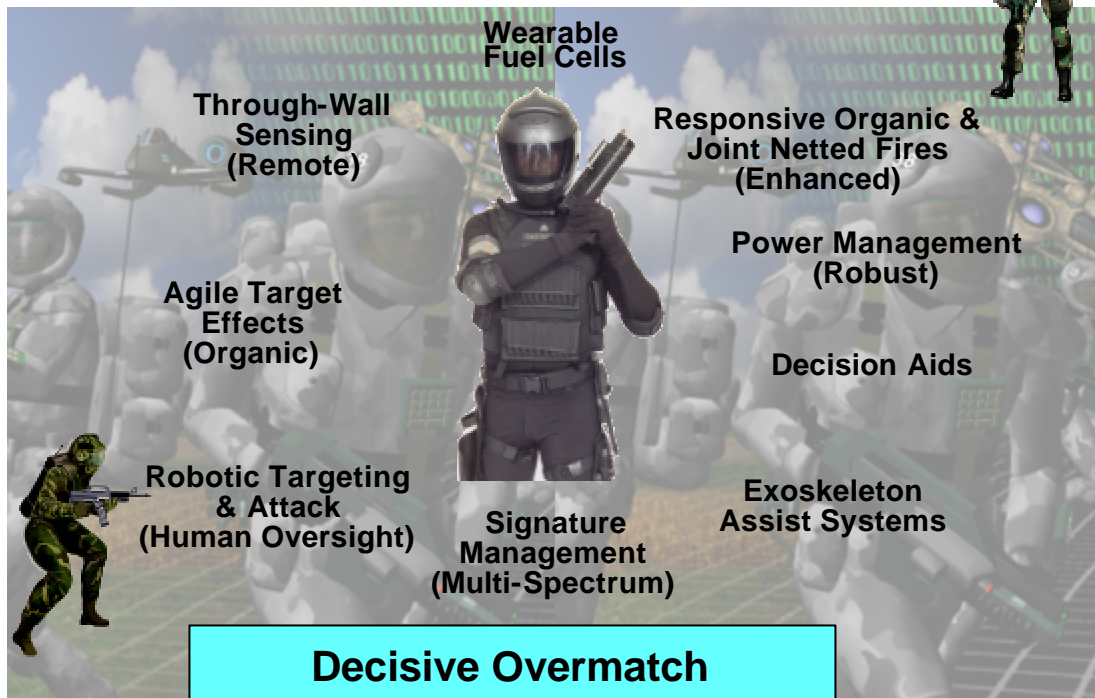 Wearable
Fuel Cells
Through-Wall
Sensing
(Remote)
Responsive Organic &
Joint Netted Fires
(Enhanced)
Power Management
(Robust)
Agile Target
Effects
(Organic)
Decision Aids
Robotic Targeting
& Attack
(Human Oversight)
Signature
Management
(Multi-Spectrum)
Exoskeleton
Assist Systems
Decisive Overmatch